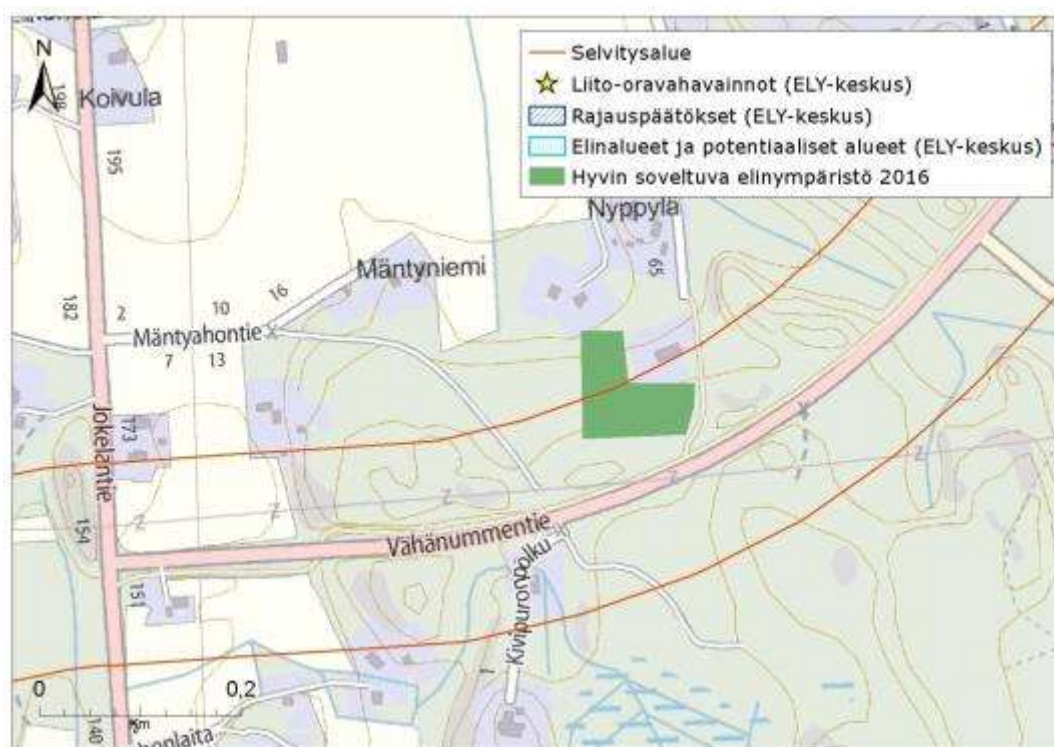 Selvitysalue
Liito-oravahavainnot (ELY-keskus)
Rajauspäätökset (ELY-keskus)
Elinalueet ja potentiaaliset alueet (ELY-keskus)
Hyvin soveltuva elinympäristö 2016
N
198
Koivula
195
Nyppylä
65
Mäntyniemi
16
10
2
182
Mäntyahontie
7
13
Jokelantie
173
Z
154
Z
Z
Z
Vähänummentie
151
Kivipuronpolku
1
0
0,2
Km
140